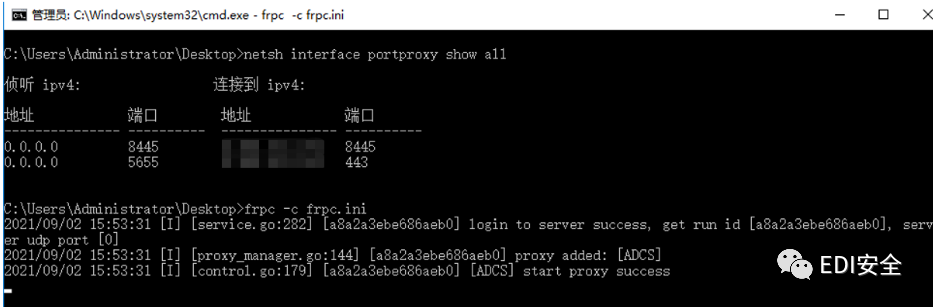 管理员: C:\Windows\system32\cmd.exe - frpc  -c frpc.ini
C:\Users\Administrator\Desktop>netsh interface portproxy show all
侦听 ipv4:                 连接到 ipv4:
地址            端口        地址            端口
--------------- ----------  --------------- ----------
0.0.0.0         8445                        8445
0.0.0.0         5655                        443
C:\Users\Administrator\Desktop>frpc -c frpc.ini
2021/09/02 15:53:31 [I] [service.go:282] [a8a2a3ebe686aeb0] login to server success, get run id [a8a2a3ebe686aeb0], serv
er udp port [0]
2021/09/02 15:53:31 [I] [proxy_manager.go:144] [a8a2a3ebe686aeb0] proxy added: [ADCS]
2021/09/02 15:53:31 [I] [control.go:179] [a8a2a3ebe686aeb0] [ADCS] start proxy success
EDI安全